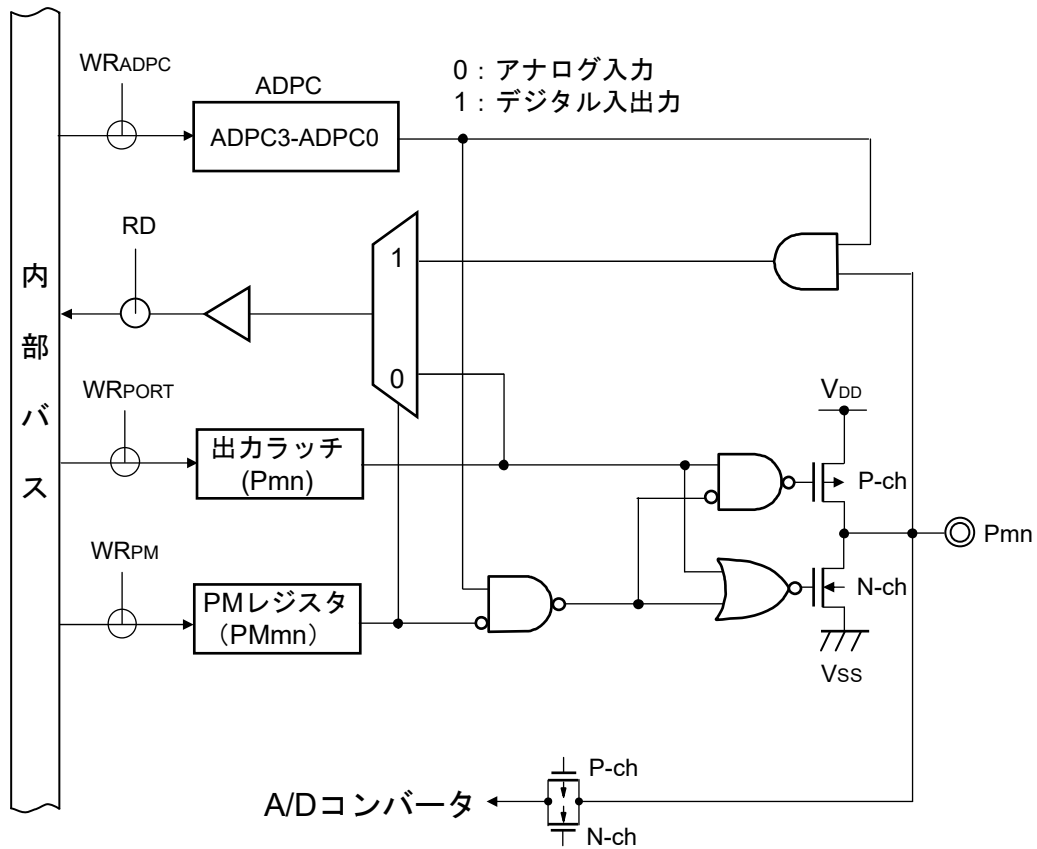 WRADPC
ADPC
ADPC3-ADPC0
0：アナログ入力
1：デジタル入出力
RD
1
0
内部バス
WRPORT
出力ラッチ
(Pmn)
VDD
P-ch
Pmn
N-ch
VSS
WRPM
PMレジスタ
（PMmn）
P-ch
A/Dコンバータ
N-ch